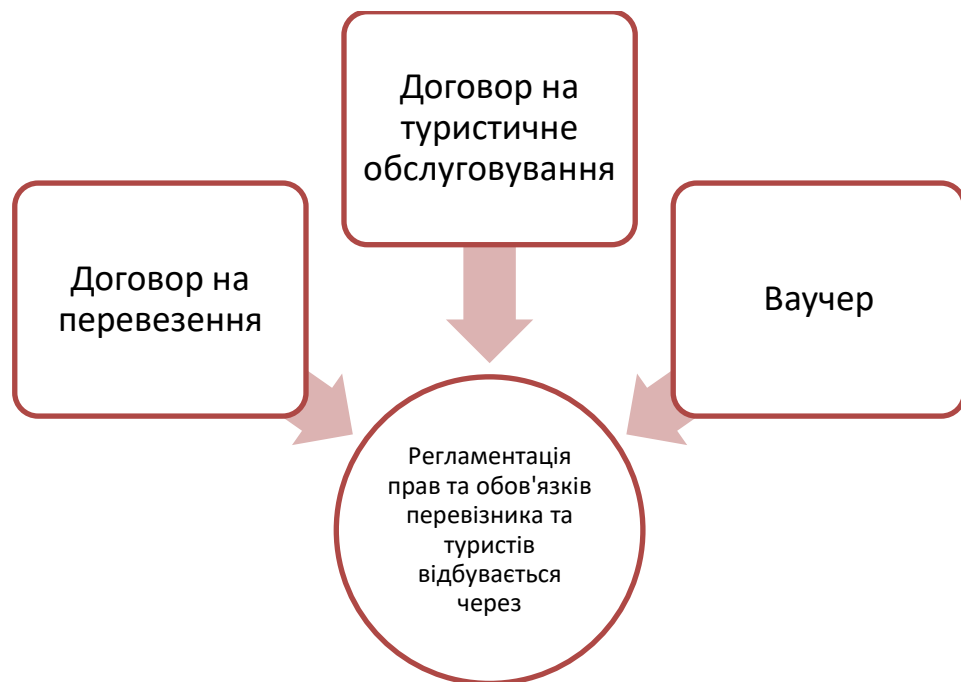 Договор на
туристичне
обслуговування
Договор на
перевезення
Ваучер
Регламентація
прав та обов'язків
перевізника та
туристів
відбувається
через